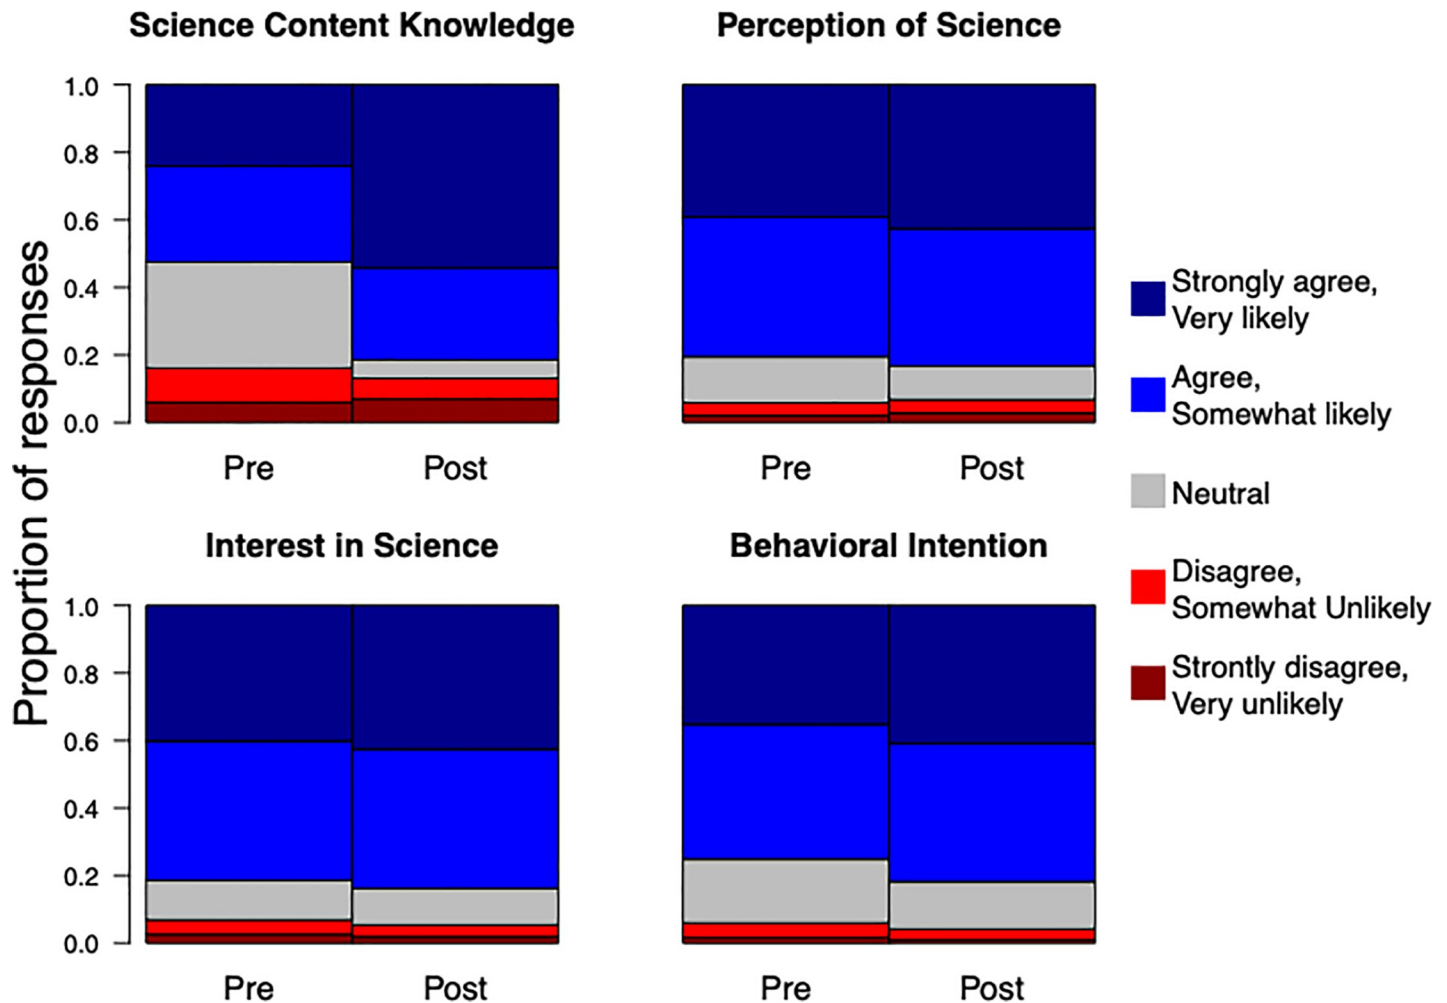 Science Content Knowledge
Perception of Science
Proportion of responses
1.0
0.8
0.6
0.4
0.2
0.0
Pre
Post
Pre
Post
Interest in Science
Behavioral Intention
1.0
0.8
0.6
0.4
0.2
0.0
Pre
Post
Pre
Post
Strongly agree,
Very likely
Agree,
Somewhat likely
Neutral
Disagree,
Somewhat Unlikely
Strontly disagree,
Very unlikely